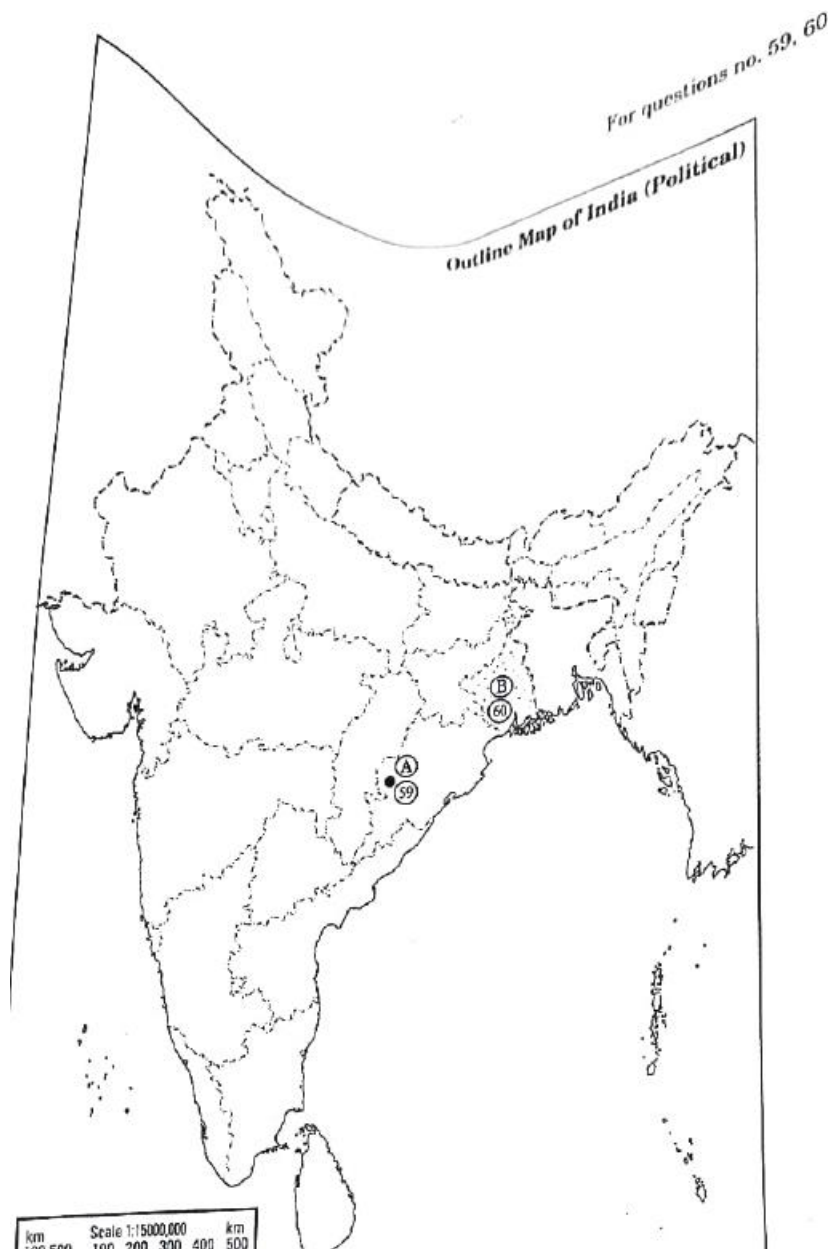 For questions no. 59, 60
Outline Map of India (Political)
B
60
A
59
km Scale 1:15000,000 km
100 200 300 400 500